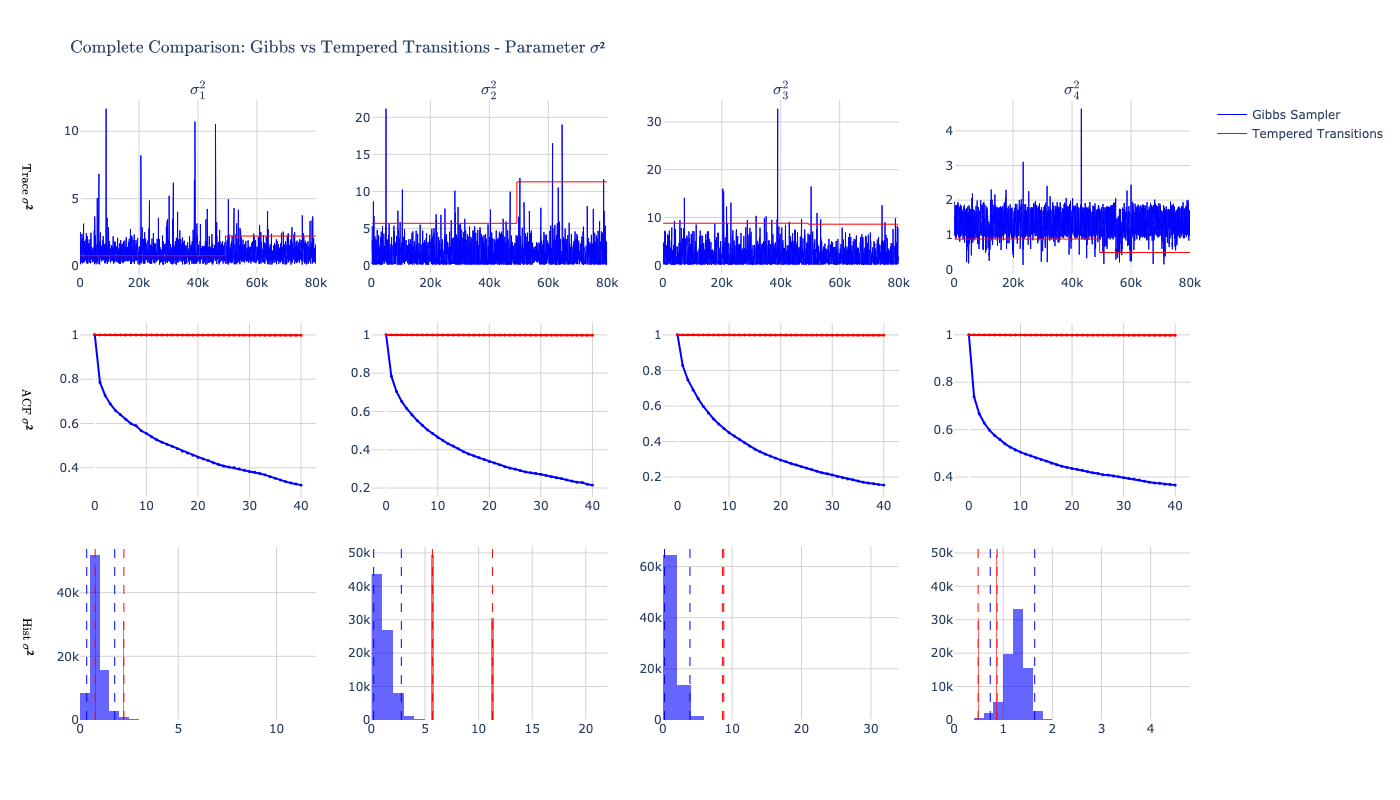 Complete Comparison: Gibbs vs Tempered Transitions - Parameter σ²
σ₁² σ₂² σ₃² σ₄²
Gibbs Sampler
Tempered Transitions
Trace σ²
10
5
0
0 20k 40k 60k 80k
20
15
10
5
0
0 20k 40k 60k 80k
30
20
10
0
0 20k 40k 60k 80k
4
3
2
1
0
0 20k 40k 60k 80k
ACF σ²
1
0.8
0.6
0.4
0 10 20 30 40
1
0.8
0.6
0.4
0.2
0 10 20 30 40
1
0.8
0.6
0.4
0.2
0 10 20 30 40
1
0.8
0.6
0.4
0 10 20 30 40
Hist σ²
40k
20k
0
0 5 10
50k
40k
30k
20k
10k
0
0 5 10 15 20
60k
40k
20k
0
0 10 20 30
50k
40k
30k
20k
10k
0
0 1 2 3 4